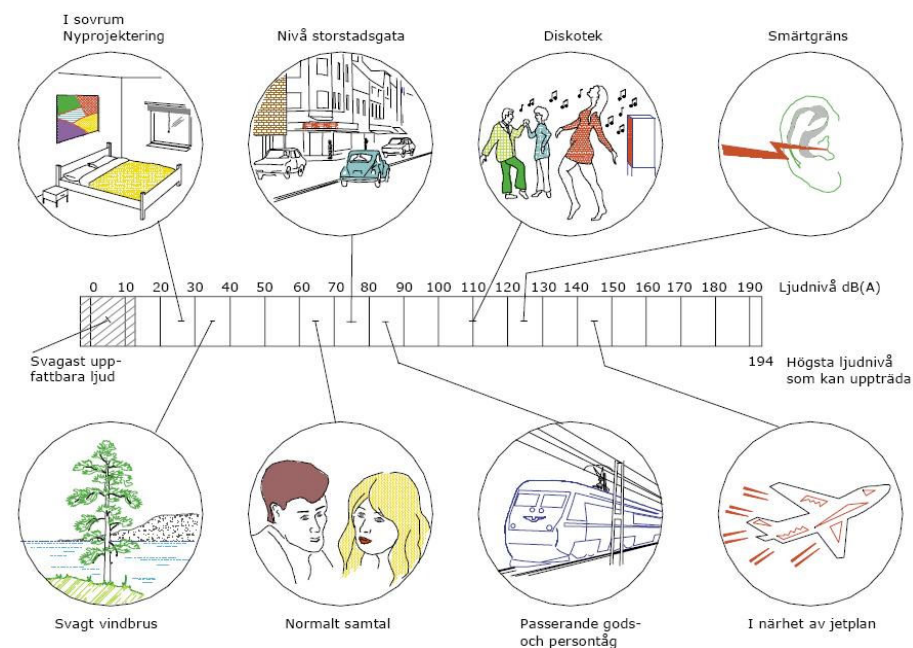 I sovrum
Nyprojektering
Nivå storstadsgata
Diskotek
Smärtgräns
0 10 20 30 40 50 60 70 80 90 100 110 120 130 140 150 160 170 180 190
Ljudnivå dB(A)
Svagast upp-
fattbara ljud
194 Högsta ljudnivå
som kan uppträda
Svagt vindbrus
Normalt samtal
Passerande gods-
och persontåg
I närhet av jetplan